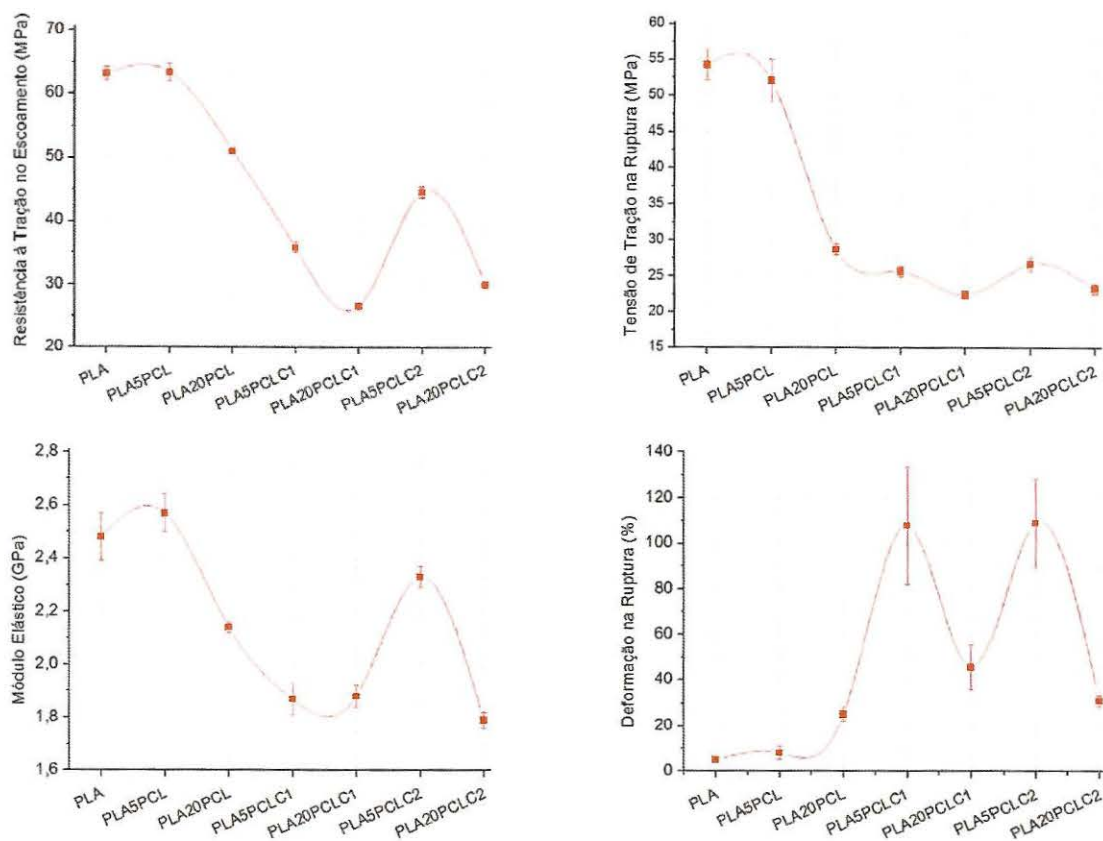 Resistência à Tração no Escoamento (MPa)
70
60
50
40
30
20
PLA
PLA5PCL
PLA20PCL
PLA5PCLC1
PLA20PCLC1
PLA5PCLC2
PLA20PCLC2
Tensão de Tração na Ruptura (MPa)
60
55
50
45
40
35
30
25
20
15
PLA
PLA5PCL
PLA20PCL
PLA5PCLC1
PLA20PCLC1
PLA5PCLC2
PLA20PCLC2
Módulo Elástico (GPa)
2,8
2,6
2,4
2,2
2,0
1,8
1,6
PLA
PLA5PCL
PLA20PCL
PLA5PCLC1
PLA20PCLC1
PLA5PCLC2
PLA20PCLC2
Deformação na Ruptura (%)
140
120
100
80
60
40
20
0
PLA
PLA5PCL
PLA20PCL
PLA5PCLC1
PLA20PCLC1
PLA5PCLC2
PLA20PCLC2